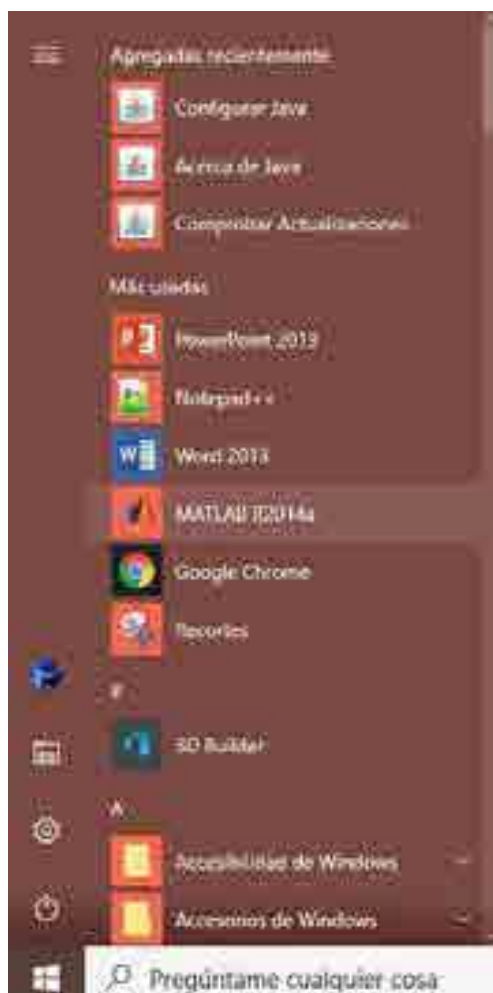 Agregadas recientemente
Configurar Java
Acerca de Java
Comprobar Actualizaciones
Más usadas
PowerPoint 2013
Notepad++
Word 2013
MATLAB R2014a
Google Chrome
Recortes
#
3D Builder
A
Accesibilidad de Windows
Accesorios de Windows
Pregúntame cualquier cosa